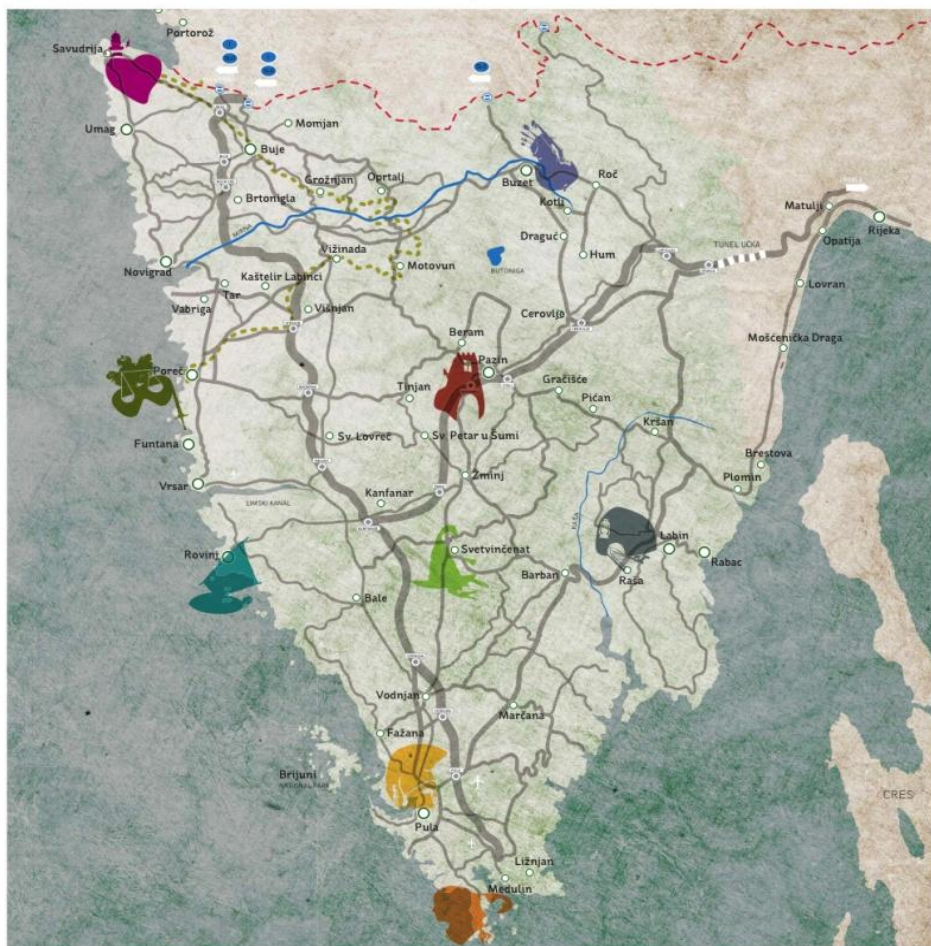 Portorož
Savudrija
Umag
Momjan
Buje
Grožnjan
Oprtalj
Brtonigla
Buzet
Roč
Kotli
Matulji
Rijeka
Opatija
MIRNA
Draguć
Hum
TUNEL UČKA
Novigrad
Vižinada
Motovun
BUTONIGA
Kaštelir Labinci
Tar
Vabriga
Višnjan
Lovran
Cerovlje
Beram
Mošćenička Draga
Poreč
Pazin
Tinjan
Gračišće
Pićan
Kršan
Funtana
Sv. Lovreč
Sv. Petar u Šumi
Brestova
Žminj
Plomin
Vrsar
LIMSKI KANAL
Kanfanar
RAŠA
Rovinj
Svetvinčenat
Labin
Rabac
Barban
Raša
Bale
Vodnjan
Marčana
Fažana
Brijuni
NACIONALNI PARK
CRES
Pula
Ližnjan
Medulin